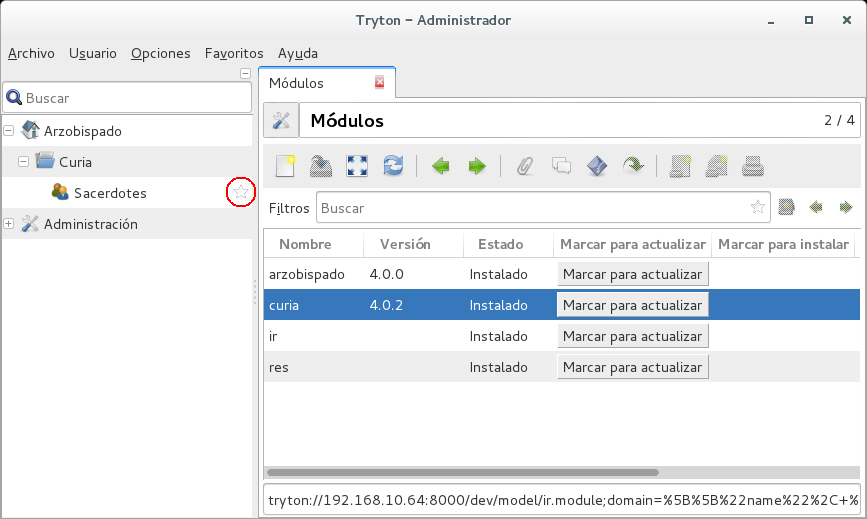 Tryton - Administrador
Archivo Usuario Opciones Favoritos Ayuda
Buscar
Arzobispado
Curia
Sacerdotes
Administración
Módulos
Módulos 2 / 4
Filtros Buscar
Nombre Versión Estado Marcar para actualizar Marcar para instalar
arzobispado 4.0.0 Instalado Marcar para actualizar
curia 4.0.2 Instalado Marcar para actualizar
ir Instalado Marcar para actualizar
res Instalado Marcar para actualizar
tryton://192.168.10.64:8000/dev/model/ir.module;domain=%5B%5B%22name%22%2C+%